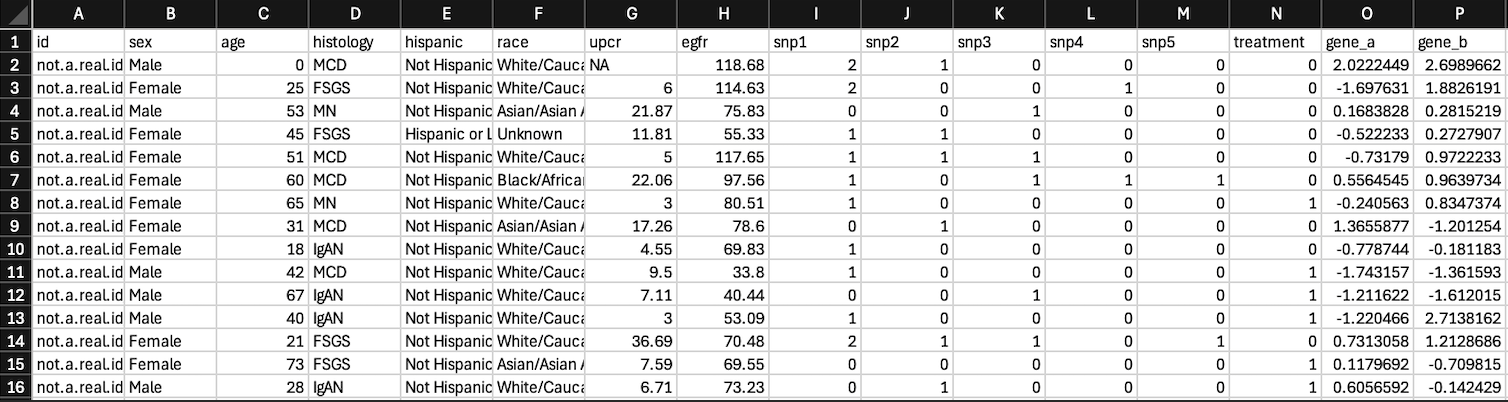 A B C D E F G H I J K L M N O P
1 id sex age histology hispanic race upcr egfr snp1 snp2 snp3 snp4 snp5 treatment gene_a gene_b
2 not.a.real.id Male 0 MCD Not Hispanic White/Cauca NA 118.68 2 1 0 0 0 0 2.0222449 2.6989662
3 not.a.real.id Female 25 FSGS Not Hispanic White/Cauca 6 114.63 2 0 0 1 0 0 -1.697631 1.8826191
4 not.a.real.id Male 53 MN Not Hispanic Asian/Asian A 21.87 75.83 0 0 1 0 0 0 0.1683828 0.2815219
5 not.a.real.id Female 45 FSGS Hispanic or L Unknown 11.81 55.33 1 1 0 0 0 0 -0.522233 0.2727907
6 not.a.real.id Female 51 MCD Not Hispanic White/Cauca 5 117.65 1 1 1 0 0 0 -0.73179 0.9722233
7 not.a.real.id Female 60 MCD Not Hispanic Black/Africa 22.06 97.56 1 0 1 1 1 0 0.5564545 0.9639734
8 not.a.real.id Female 65 MN Not Hispanic White/Cauca 3 80.51 1 0 0 0 0 1 -0.240563 0.8347374
9 not.a.real.id Female 31 MCD Not Hispanic Asian/Asian A 17.26 78.6 0 1 0 0 0 0 1.3655877 -1.201254
10 not.a.real.id Female 18 IgAN Not Hispanic White/Cauca 4.55 69.83 1 0 0 0 0 0 -0.778744 -0.181183
11 not.a.real.id Male 42 MCD Not Hispanic White/Cauca 9.5 33.8 1 0 0 0 0 1 -1.743157 -1.361593
12 not.a.real.id Male 67 IgAN Not Hispanic White/Cauca 7.11 40.44 0 0 1 0 0 1 -1.211622 -1.612015
13 not.a.real.id Male 40 IgAN Not Hispanic White/Cauca 3 53.09 1 0 0 0 0 1 -1.220466 2.7138162
14 not.a.real.id Female 21 FSGS Not Hispanic White/Cauca 36.69 70.48 2 1 1 0 1 0 0.7313058 1.2128686
15 not.a.real.id Female 73 FSGS Not Hispanic Asian/Asian A 7.59 69.55 0 0 0 0 0 1 0.1179692 -0.709815
16 not.a.real.id Male 28 IgAN Not Hispanic White/Cauca 6.71 73.23 0 1 0 0 0 1 0.6056592 -0.142429